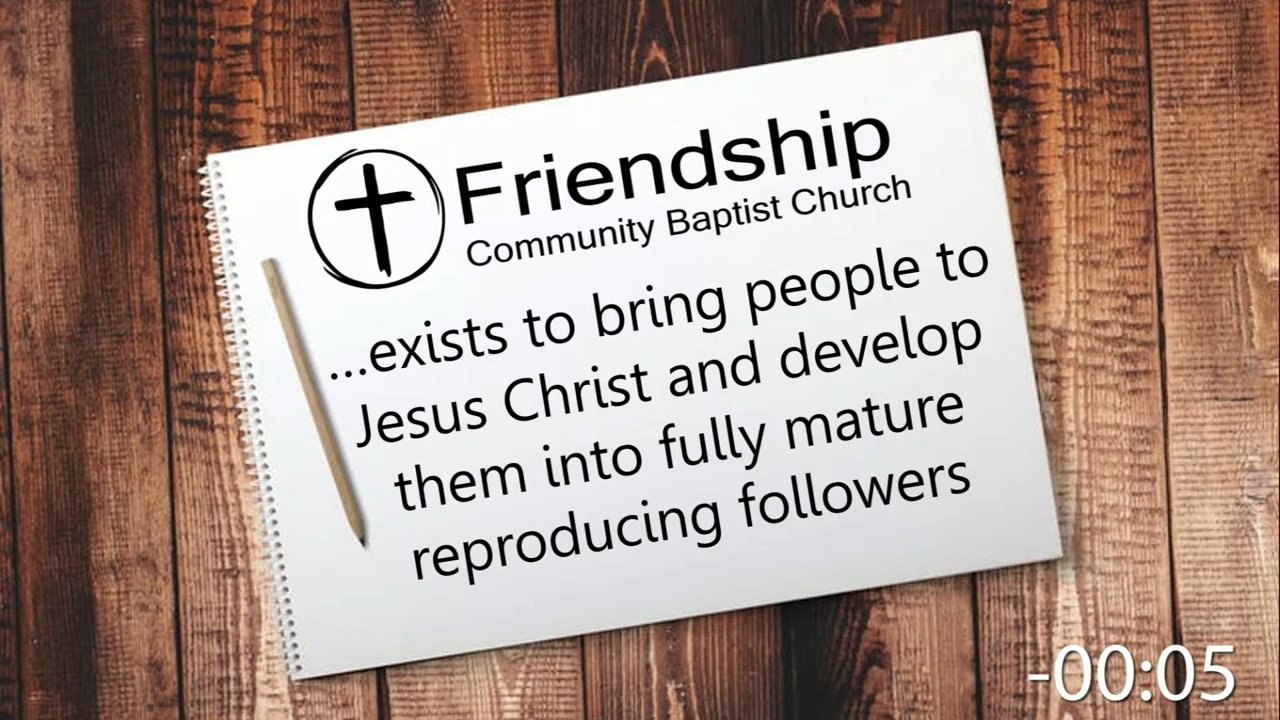 Friendship
Community Baptist Church
...exists to bring people to
Jesus Christ and develop
them into fully mature
reproducing followers
-00:05